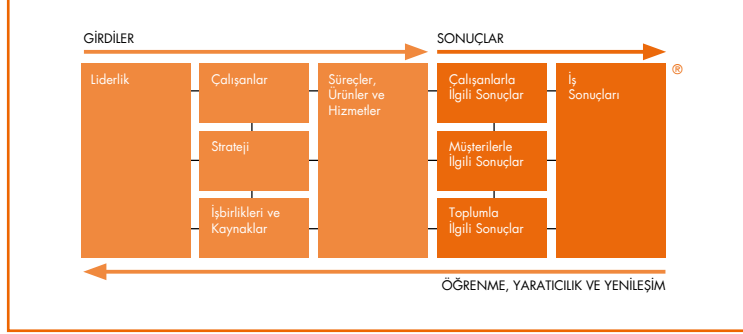 GİRDİLER
SONUÇLAR
Liderlik
Çalışanlar
Süreçler,
Ürünler ve
Hizmetler
Çalışanlarla
İlgili Sonuçlar
İş
Sonuçları
®
Strateji
Müşterilerle
İlgili Sonuçlar
İşbirlikleri ve
Kaynaklar
Toplumla
İlgili Sonuçlar
ÖĞRENME, YARATICILIK VE YENİLEŞİM